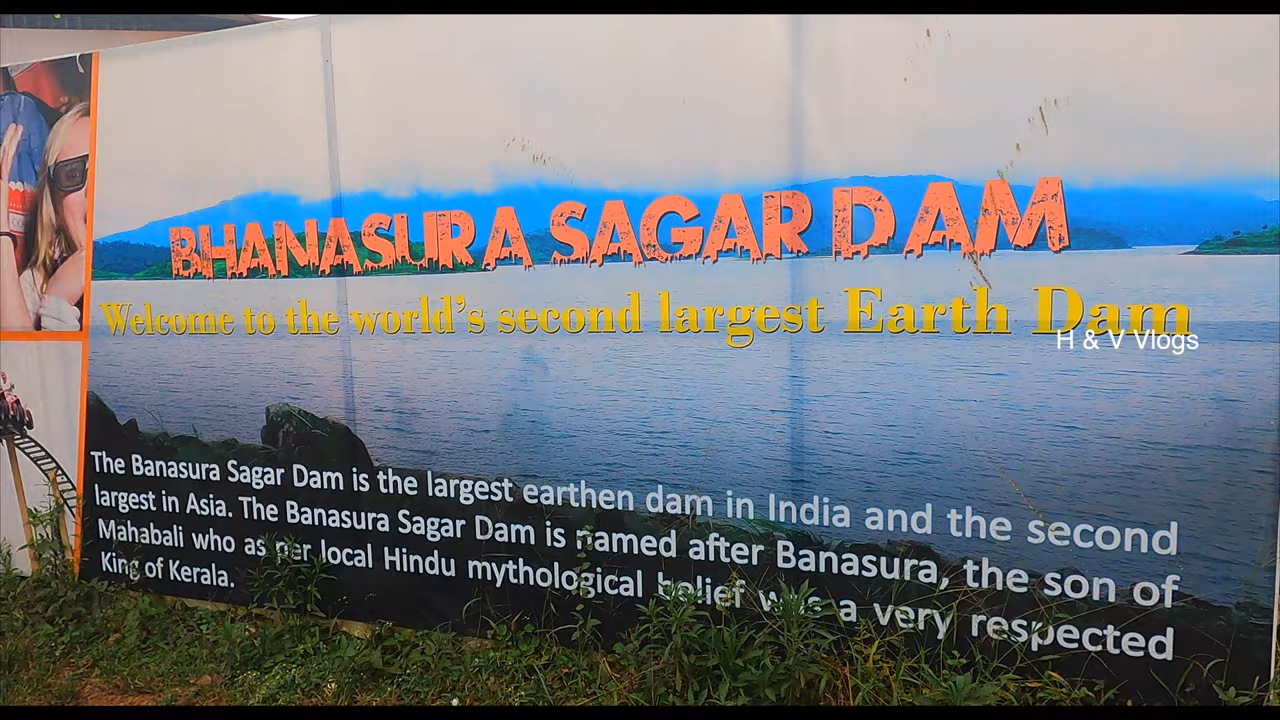 BHANASURA SAGAR DAM
Welcome to the world's second largest Earth Dam
H & V Vlogs
The Banasura Sagar Dam is the largest earthen dam in India and the second
largest in Asia. The Banasura Sagar Dam is named after Banasura, the son of
Mahabali who as per local Hindu mythological belief was a very respected
King of Kerala.